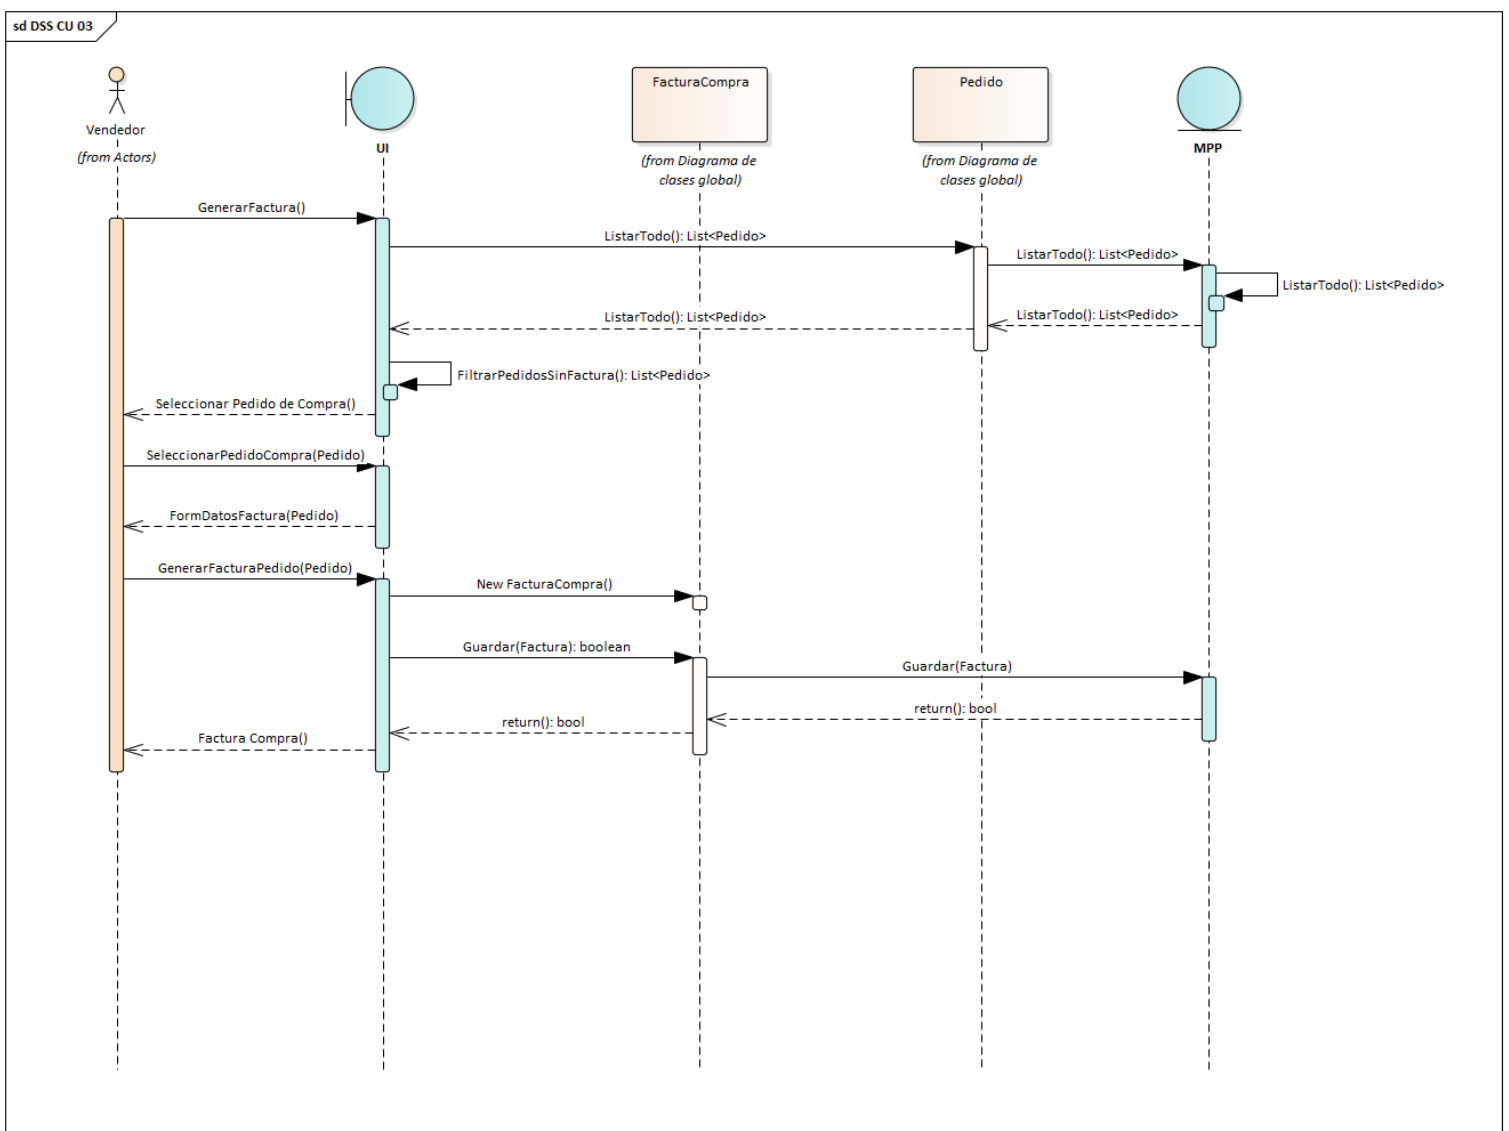 sd DSS CU 03
Vendedor
(from Actors)
UI
FacturaCompra
(from Diagrama de
clases global)
Pedido
(from Diagrama de
clases global)
MPP
GenerarFactura()
ListarTodo(): List<Pedido>
ListarTodo(): List<Pedido>
ListarTodo(): List<Pedido>
ListarTodo(): List<Pedido>
ListarTodo(): List<Pedido>
FiltrarPedidosSinFactura(): List<Pedido>
Seleccionar Pedido de Compra()
SeleccionarPedidoCompra(Pedido)
FormDatosFactura(Pedido)
GenerarFacturaPedido(Pedido)
New FacturaCompra()
Guardar(Factura): boolean
Guardar(Factura)
return(): bool
return(): bool
Factura Compra()